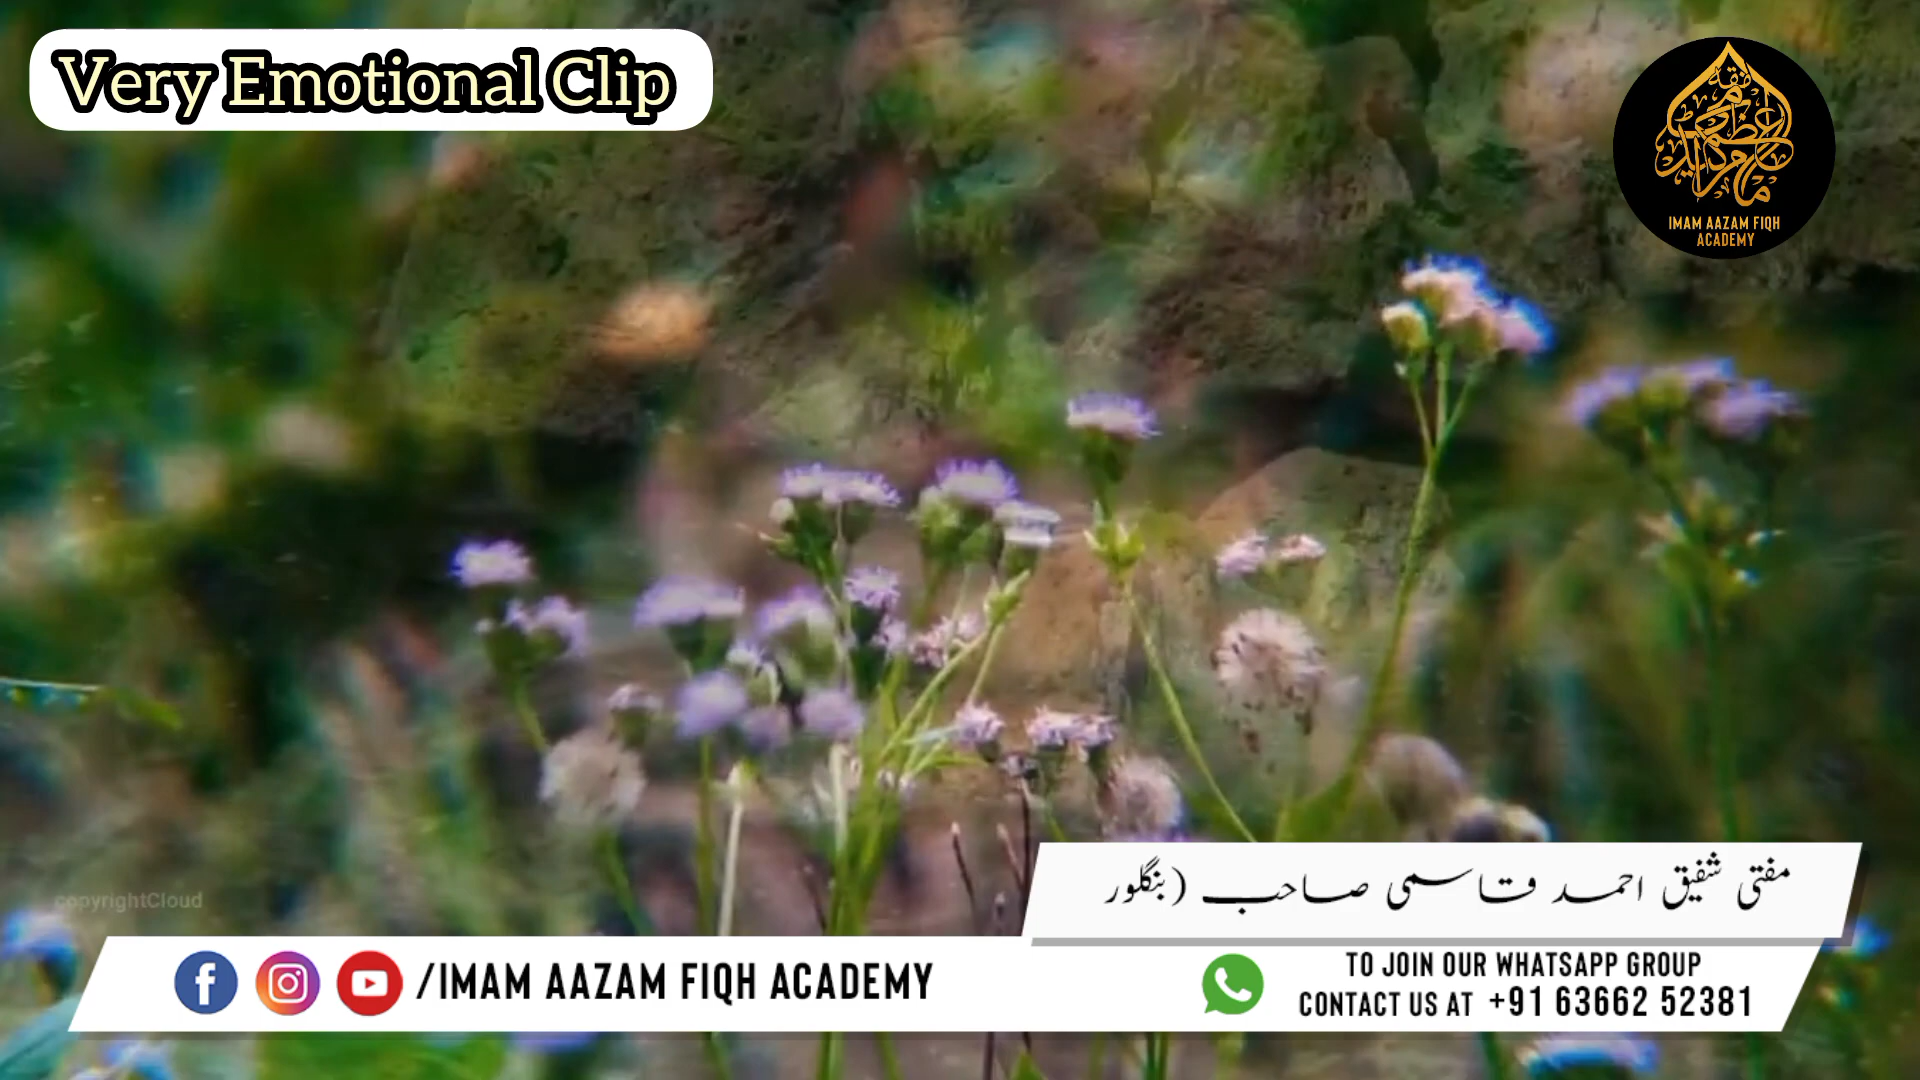 Very Emotional Clip
IMAM AAZAM FIQH
ACADEMY
مفتی شفیق احمد قاسمی صاحب (بنگلور
copyrightCloud
/IMAM AAZAM FIQH ACADEMY
TO JOIN OUR WHATSAPP GROUP
CONTACT US AT +91 63662 52381